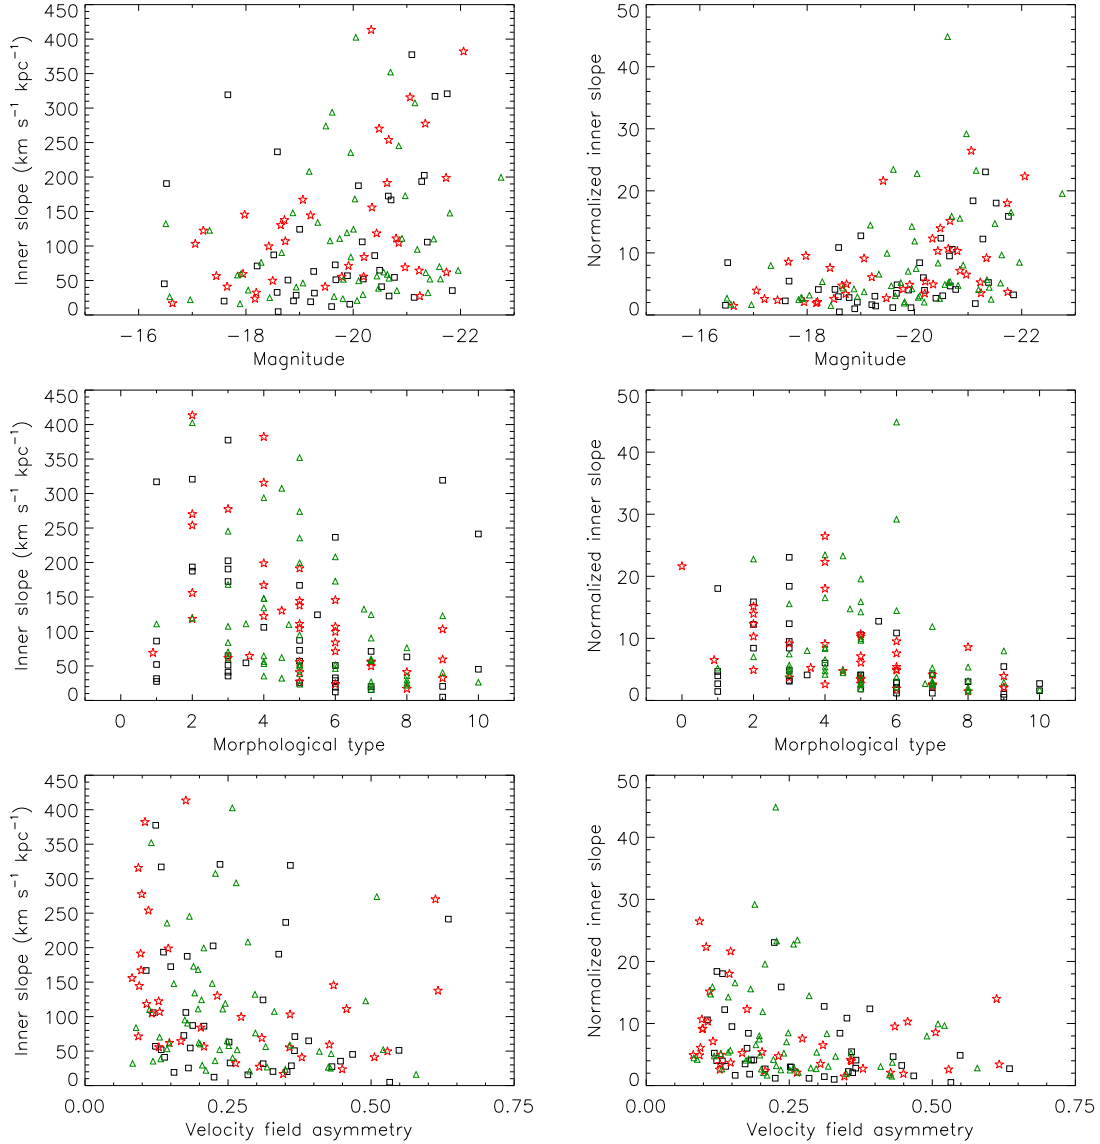 450
400
350
300
250
200
150
100
50
0
Inner slope (km s⁻¹ kpc⁻¹)
−16 −18 −20 −22
Magnitude
50
40
30
20
10
0
Normalized inner slope
−16 −18 −20 −22
Magnitude
450
400
350
300
250
200
150
100
50
0
Inner slope (km s⁻¹ kpc⁻¹)
0 2 4 6 8 10
Morphological type
50
40
30
20
10
0
Normalized inner slope
0 2 4 6 8 10
Morphological type
450
400
350
300
250
200
150
100
50
0
Inner slope (km s⁻¹ kpc⁻¹)
0.00 0.25 0.50 0.75
Velocity field asymmetry
50
40
30
20
10
0
Normalized inner slope
0.00 0.25 0.50 0.75
Velocity field asymmetry